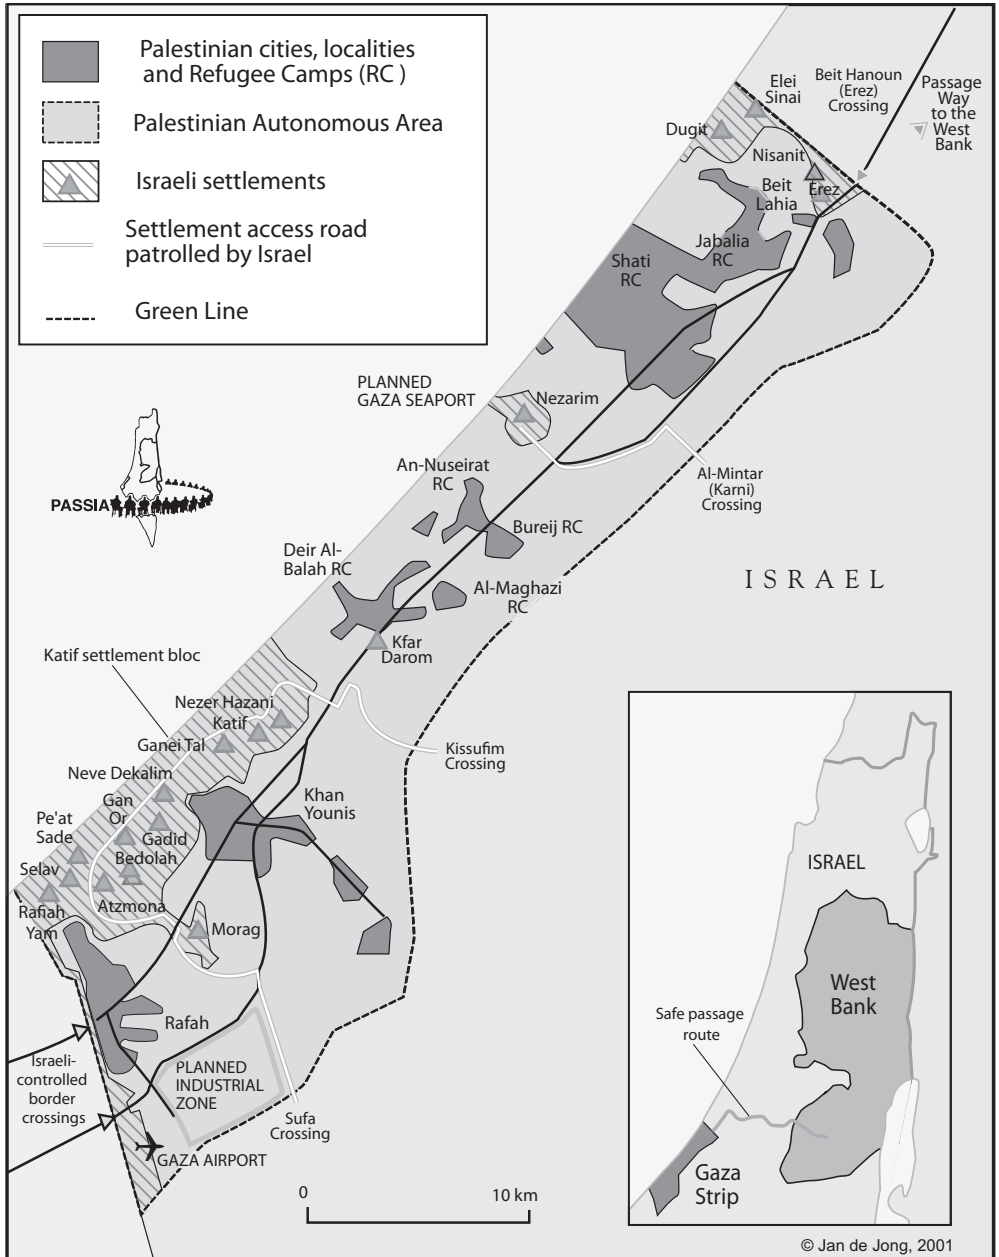 Palestinian cities, localities
and Refugee Camps (RC )
Palestinian Autonomous Area
Israeli settlements
Settlement access road
patrolled by Israel
Green Line
Elei
Sinai
Beit Hanoun
(Erez)
Crossing
Passage
Way
to the
West
Bank
Dugit
Nisanit
Erez
Beit
Lahia
Jabalia
RC
Shati
RC
PLANNED
GAZA SEAPORT
Nezarim
An-Nuseirat
RC
Al-Mintar
(Karni)
Crossing
PASSIA
Bureij RC
Deir Al-
Balah RC
Al-Maghazi
RC
ISRAEL
Kfar
Darom
Katif settlement bloc
Nezer Hazani
Katif
Ganei Tal
Kissufim
Crossing
Neve Dekalim
Gan
Or
Khan
Younis
Pe'at
Sade
Gadid
Bedolah
Selav
Atzmona
Rafiah
Yam
Morag
Rafah
Israeli-
controlled
border
crossings
PLANNED
INDUSTRIAL
ZONE
Sufa
Crossing
GAZA AIRPORT
0 10 km
ISRAEL
West
Bank
Safe passage
route
Gaza
Strip
© Jan de Jong, 2001